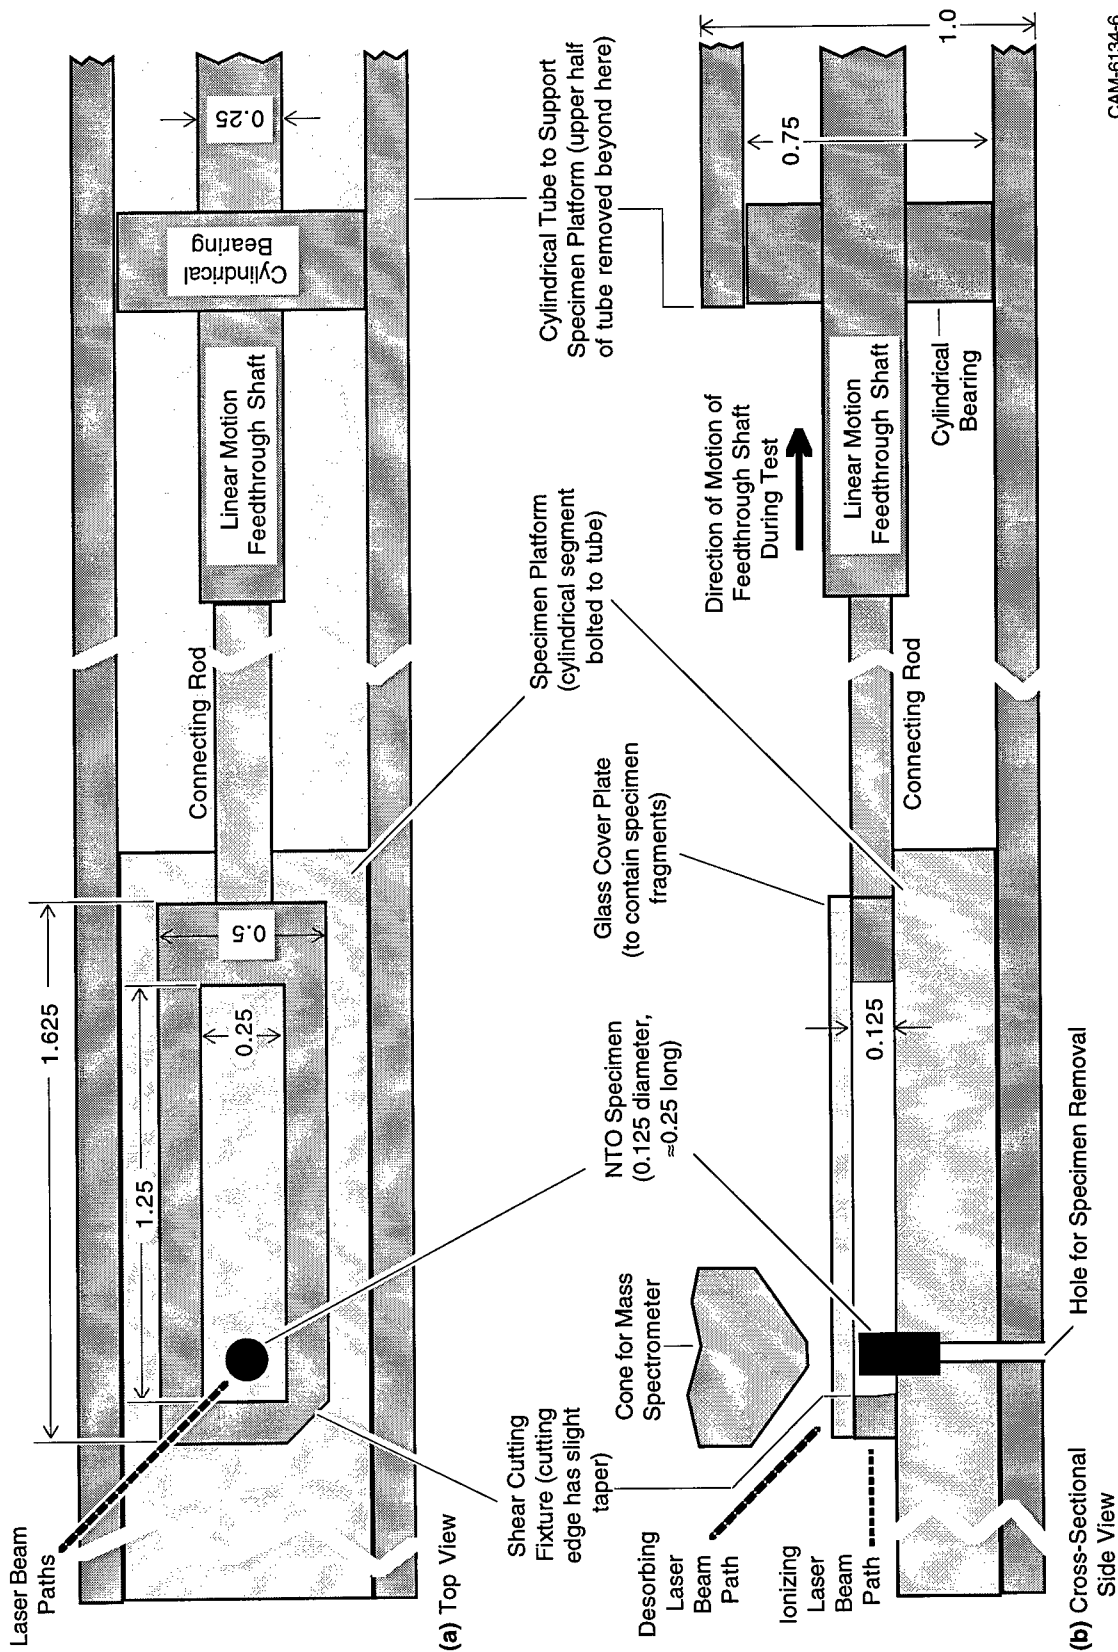 Laser Beam
Paths
1.625
1.25
0.25
0.5
Connecting Rod
Linear Motion
Feedthrough Shaft
Cylindrical
Bearing
0.25
Shear Cutting
Fixture (cutting
edge has slight
taper)
Specimen Platform
(cylindrical segment
bolted to tube)
Cylindrical Tube to Support
Specimen Platform (upper half
of tube removed beyond here)
(a) Top View
Desorbing
Laser
Beam
Path
Ionizing
Laser
Beam
Path
Cone for Mass
Spectrometer
NTO Specimen
(0.125 diameter,
≈0.25 long)
Glass Cover Plate
(to contain specimen
fragments)
0.125
Connecting Rod
Direction of Motion of
Feedthrough Shaft
During Test
Linear Motion
Feedthrough Shaft
Cylindrical
Bearing
0.75
1.0
Hole for Specimen Removal
(b) Cross-Sectional
Side View
CAM-6134-6